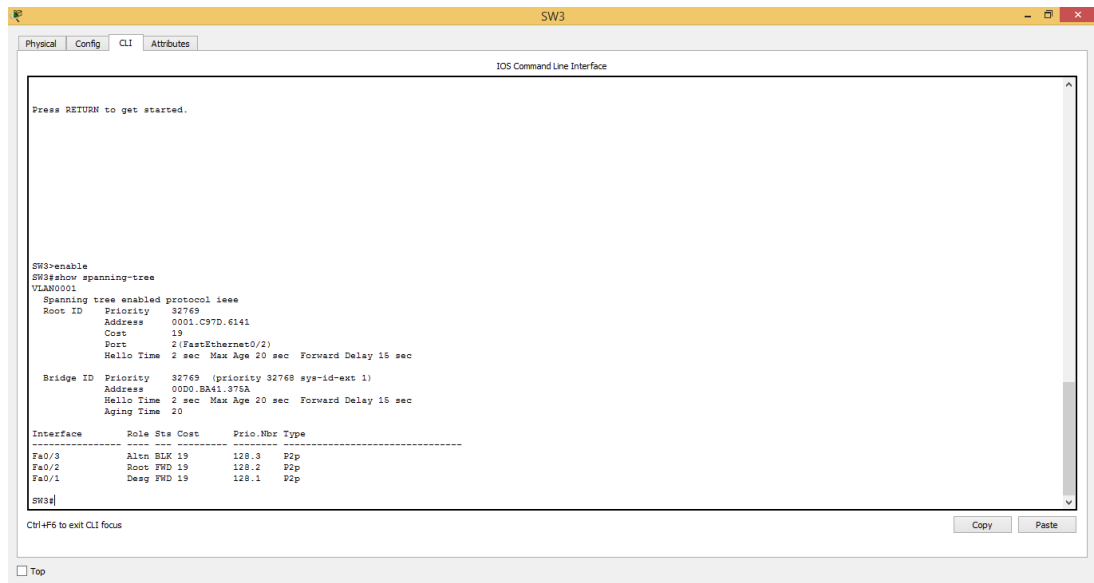 SW3
Physical Config CLI Attributes
IOS Command Line Interface
Press RETURN to get started.
SW3>enable
SW3#show spanning-tree
VLAN0001
  Spanning tree enabled protocol ieee
  Root ID    Priority    32769
             Address     0001.C97D.6141
             Cost        19
             Port        2(FastEthernet0/2)
             Hello Time  2 sec  Max Age 20 sec  Forward Delay 15 sec
  Bridge ID  Priority    32769  (priority 32768 sys-id-ext 1)
             Address     00D0.BA41.375A
             Hello Time  2 sec  Max Age 20 sec  Forward Delay 15 sec
             Aging Time  20
Interface        Role Sts Cost      Prio.Nbr Type
---------------- ---- --- --------- -------- --------------------------------
Fa0/3            Altn BLK 19        128.3    P2p
Fa0/2            Root FWD 19        128.2    P2p
Fa0/1            Desg FWD 19        128.1    P2p
SW3#
Ctrl+F6 to exit CLI focus
Copy Paste
Top